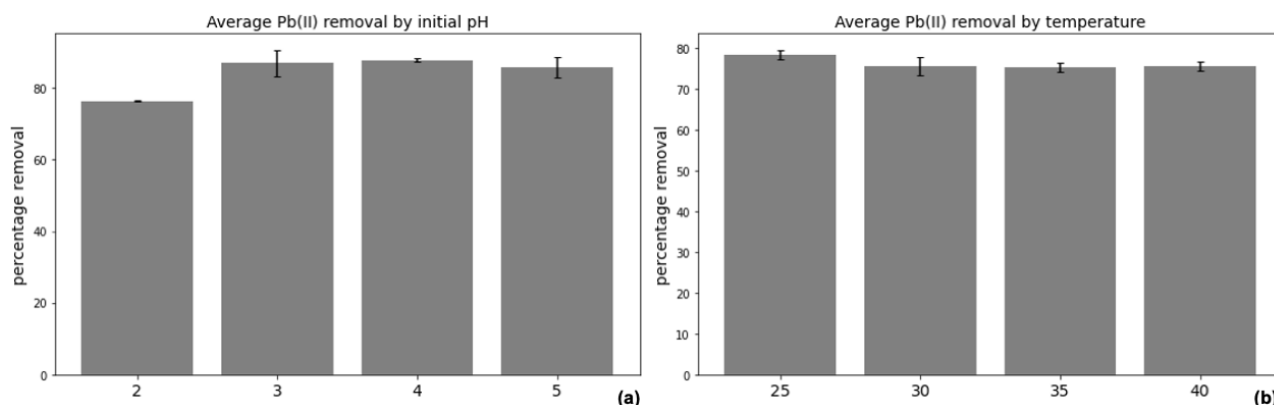 Average Pb(II) removal by initial pH
percentage removal
80
60
40
20
0
2 3 4 5
(a)
Average Pb(II) removal by temperature
percentage removal
80
70
60
50
40
30
20
10
0
25 30 35 40
(b)